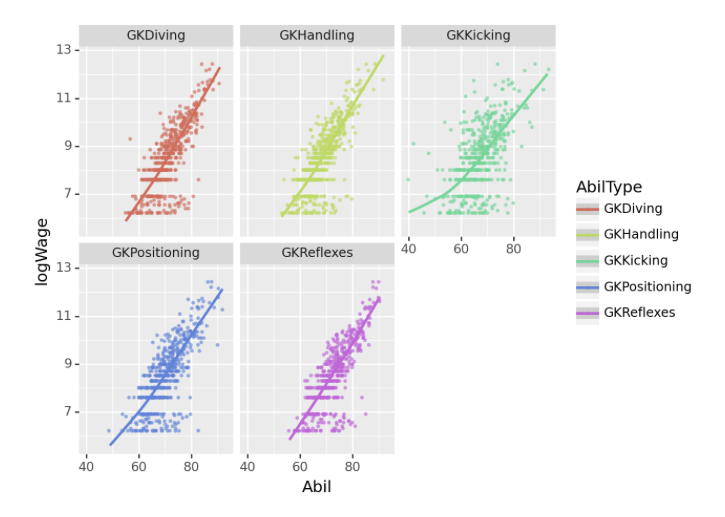 GKDiving GKHandling GKKicking
13
11
9
7
40 60 80
GKPositioning GKReflexes
13
11
9
7
40 60 80 40 60 80
logWage
Abil
AbilType
GKDiving
GKHandling
GKKicking
GKPositioning
GKReflexes